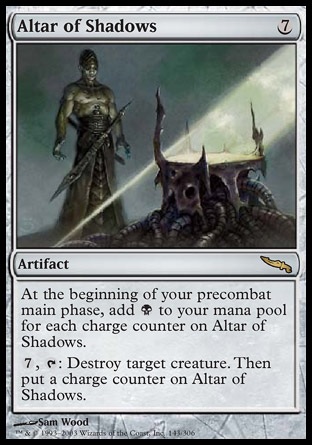 Altar of Shadows 7
Artifact
At the beginning of your precombat
main phase, add to your mana pool
for each charge counter on Altar of
Shadows.
7 , : Destroy target creature. Then
put a charge counter on Altar of
Shadows.
Sam Wood
™ & © 1993–2003 Wizards of the Coast, Inc. 143/306